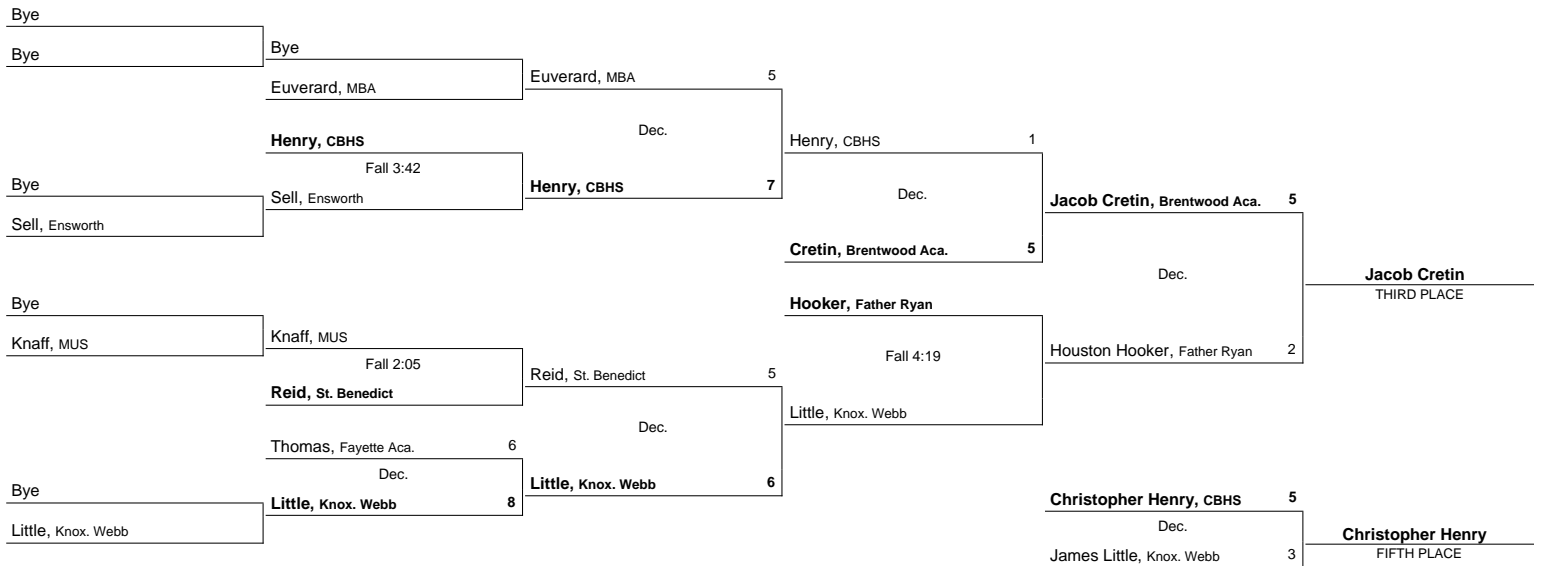 Bye
Bye
Bye
Sell, Ensworth
Bye
Knaff, MUS
Bye
Little, Knox. Webb
Bye
Euverard, MBA
Henry, CBHS
Fall 3:42
Sell, Ensworth
Knaff, MUS
Fall 2:05
Reid, St. Benedict
Thomas, Fayette Aca. 6
Dec.
Little, Knox. Webb 8
Euverard, MBA 5
Dec.
Henry, CBHS 7
Reid, St. Benedict 5
Dec.
Little, Knox. Webb 6
Henry, CBHS 1
Dec.
Cretin, Brentwood Aca. 5
Hooker, Father Ryan
Fall 4:19
Little, Knox. Webb
Jacob Cretin, Brentwood Aca. 5
Dec.
Houston Hooker, Father Ryan 2
Jacob Cretin
THIRD PLACE
Christopher Henry, CBHS 5
Dec.
James Little, Knox. Webb 3
Christopher Henry
FIFTH PLACE